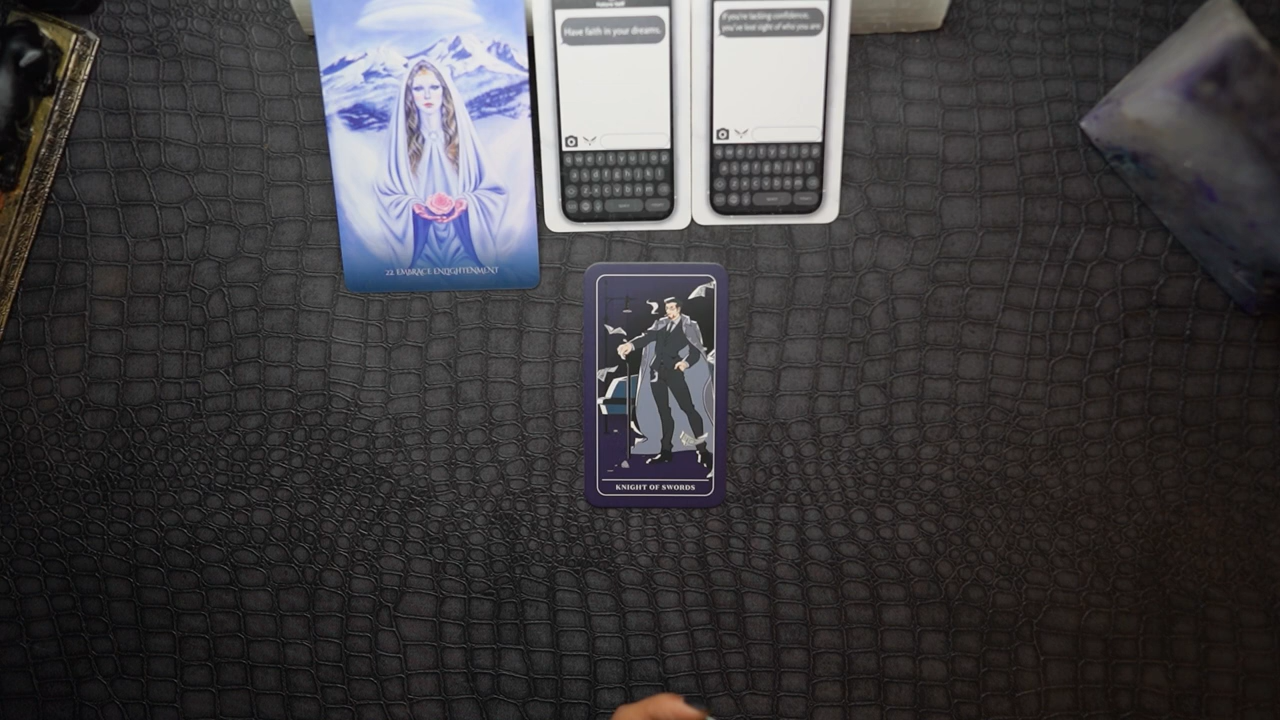 Have faith in your dreams.
If you're lacking confidence,
you've lost sight of who you are
22 EMBRACE ENLIGHTENMENT
KNIGHT OF SWORDS